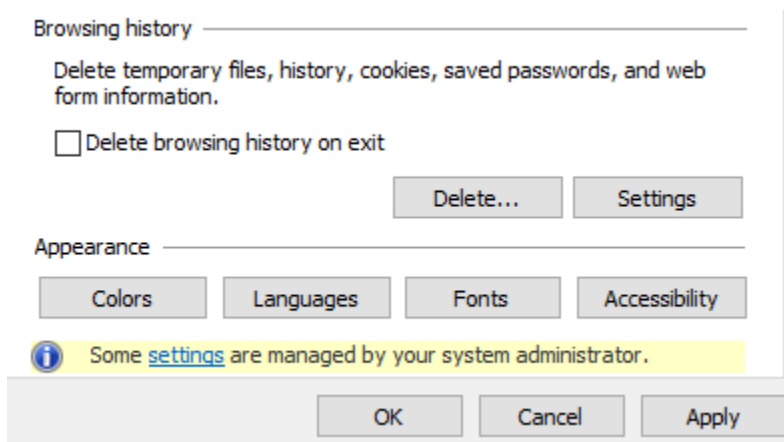 Browsing history
Delete temporary files, history, cookies, saved passwords, and web
form information.
Delete browsing history on exit
Delete... Settings
Appearance
Colors Languages Fonts Accessibility
Some settings are managed by your system administrator.
OK Cancel Apply